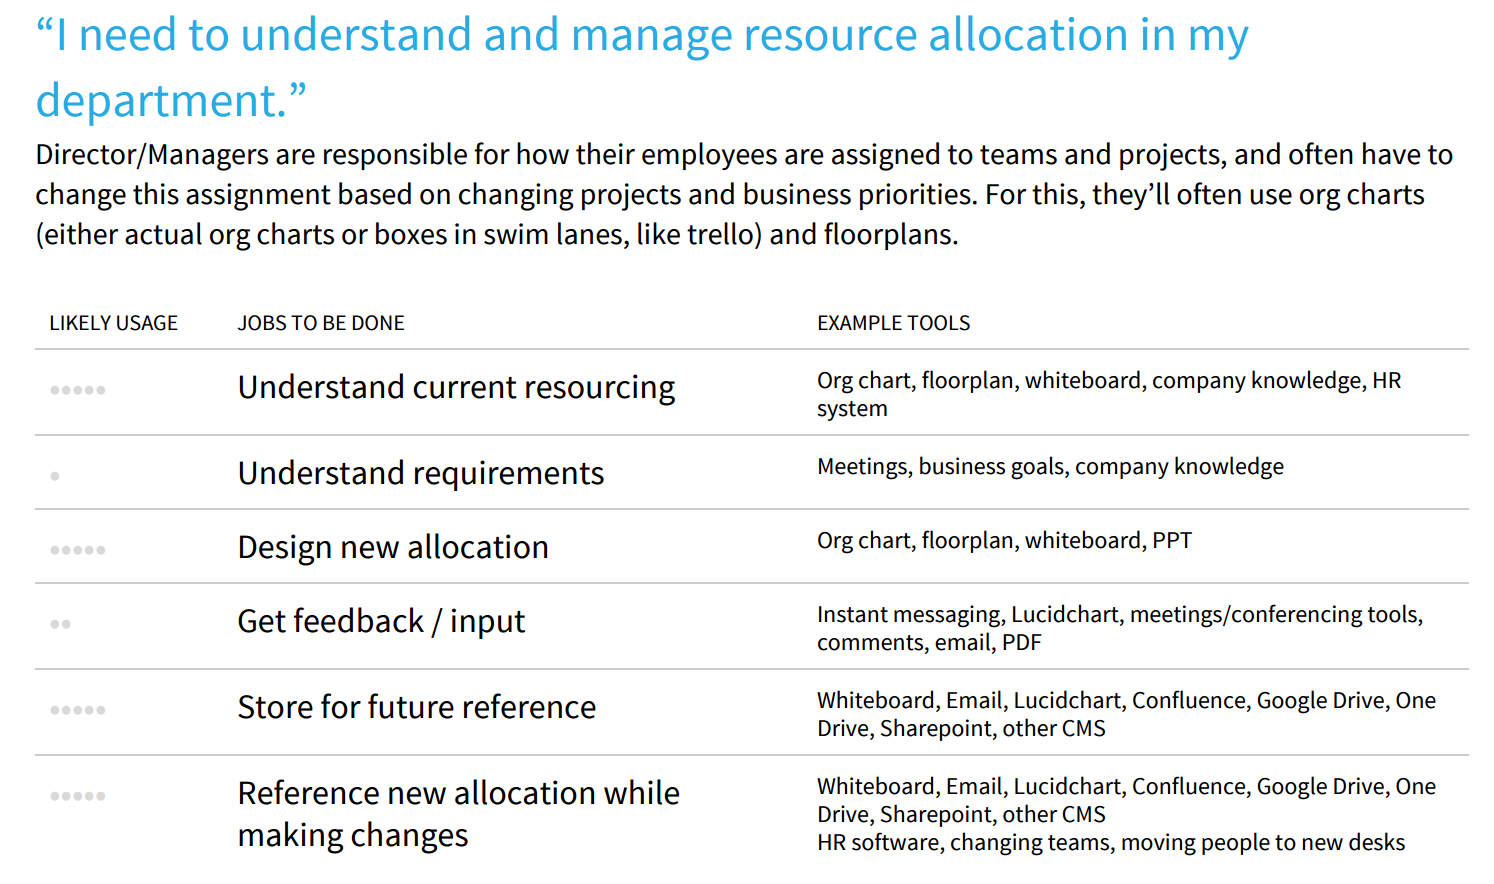 “I need to understand and manage resource allocation in my
department.”
Director/Managers are responsible for how their employees are assigned to teams and projects, and often have to
change this assignment based on changing projects and business priorities. For this, they’ll often use org charts
(either actual org charts or boxes in swim lanes, like trello) and floorplans.
LIKELY USAGE JOBS TO BE DONE EXAMPLE TOOLS
••••• Understand current resourcing Org chart, floorplan, whiteboard, company knowledge, HR
system
• Understand requirements Meetings, business goals, company knowledge
••••• Design new allocation Org chart, floorplan, whiteboard, PPT
•• Get feedback / input Instant messaging, Lucidchart, meetings/conferencing tools,
comments, email, PDF
••••• Store for future reference Whiteboard, Email, Lucidchart, Confluence, Google Drive, One
Drive, Sharepoint, other CMS
••••• Reference new allocation while
making changes
Whiteboard, Email, Lucidchart, Confluence, Google Drive, One
Drive, Sharepoint, other CMS
HR software, changing teams, moving people to new desks